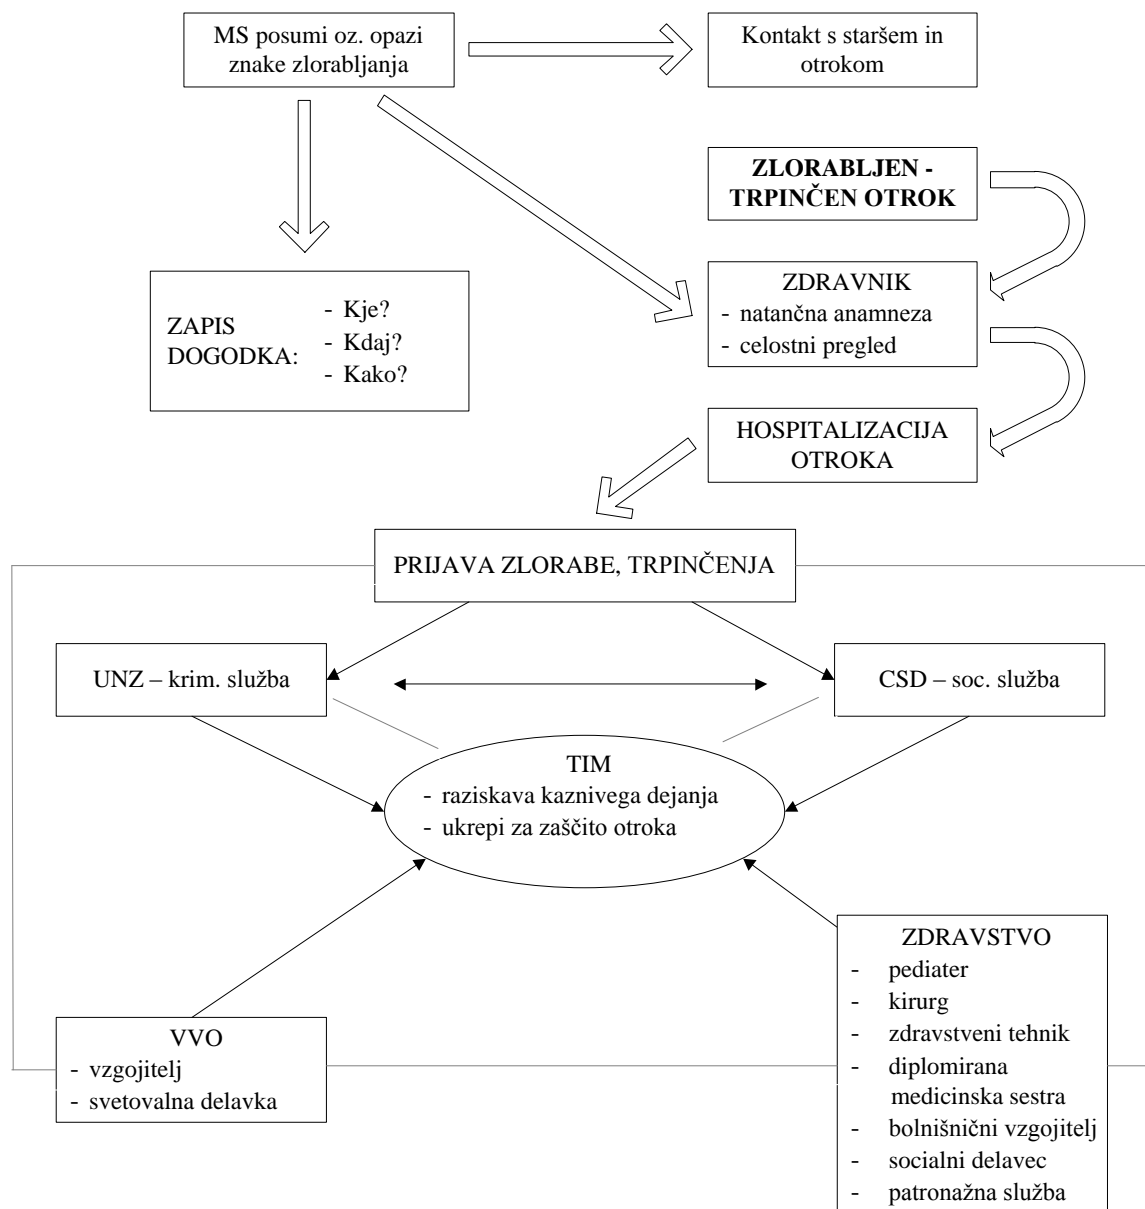 MS posumi oz. opazi
znake zlorabljanja
Kontakt s staršem in
otrokom
ZLORABLJEN -
TRPINČEN OTROK
ZDRAVNIK
- natančna anamneza
- celostni pregled
ZAPIS
DOGODKA:
- Kje?
- Kdaj?
- Kako?
HOSPITALIZACIJA
OTROKA
PRIJAVA ZLORABE, TRPINČENJA
UNZ – krim. služba
CSD – soc. služba
TIM
- raziskava kaznivega dejanja
- ukrepi za zaščito otroka
VVO
- vzgojitelj
- svetovalna delavka
ZDRAVSTVO
- pediater
- kirurg
- zdravstveni tehnik
- diplomirana
medicinska sestra
- bolnišnični vzgojitelj
- socialni delavec
- patronažna služba